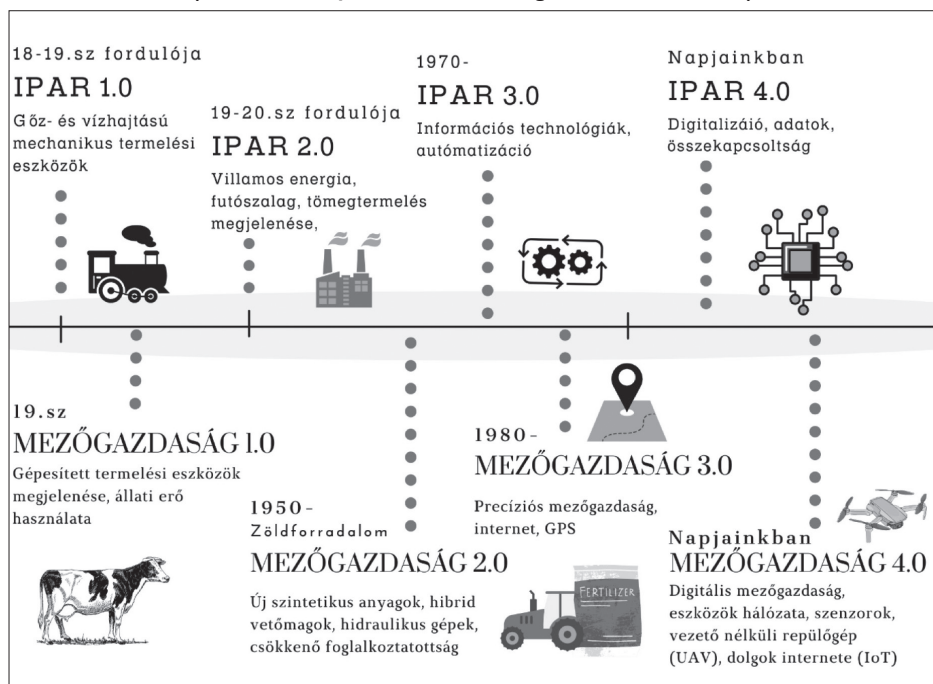 18-19.sz fordulója
IPAR 1.0
Gőz- és vízhajtású
mechanikus termelési
eszközök
19-20.sz fordulója
IPAR 2.0
Villamos energia,
futószalag, tömegtermelés
megjelenése,
1970-
IPAR 3.0
Információs technológiák,
autómatizáció
Napjainkban
IPAR 4.0
Digitalizáió, adatok,
összekapcsoltság
19.sz
MEZŐGAZDASÁG 1.0
Gépesített termelési eszközök
megjelenése, állati erő
használata
1950-
Zöldforradalom
MEZŐGAZDASÁG 2.0
Új szintetikus anyagok, hibrid
vetőmagok, hidraulikus gépek,
csökkenő foglalkoztatottság
FERTILIZER
1980-
MEZŐGAZDASÁG 3.0
Precíziós mezőgazdaság,
internet, GPS
Napjainkban
MEZŐGAZDASÁG 4.0
Digitális mezőgazdaság,
eszközök hálózata, szenzorok,
vezető nélküli repülőgép
(UAV), dolgok internete (IoT)